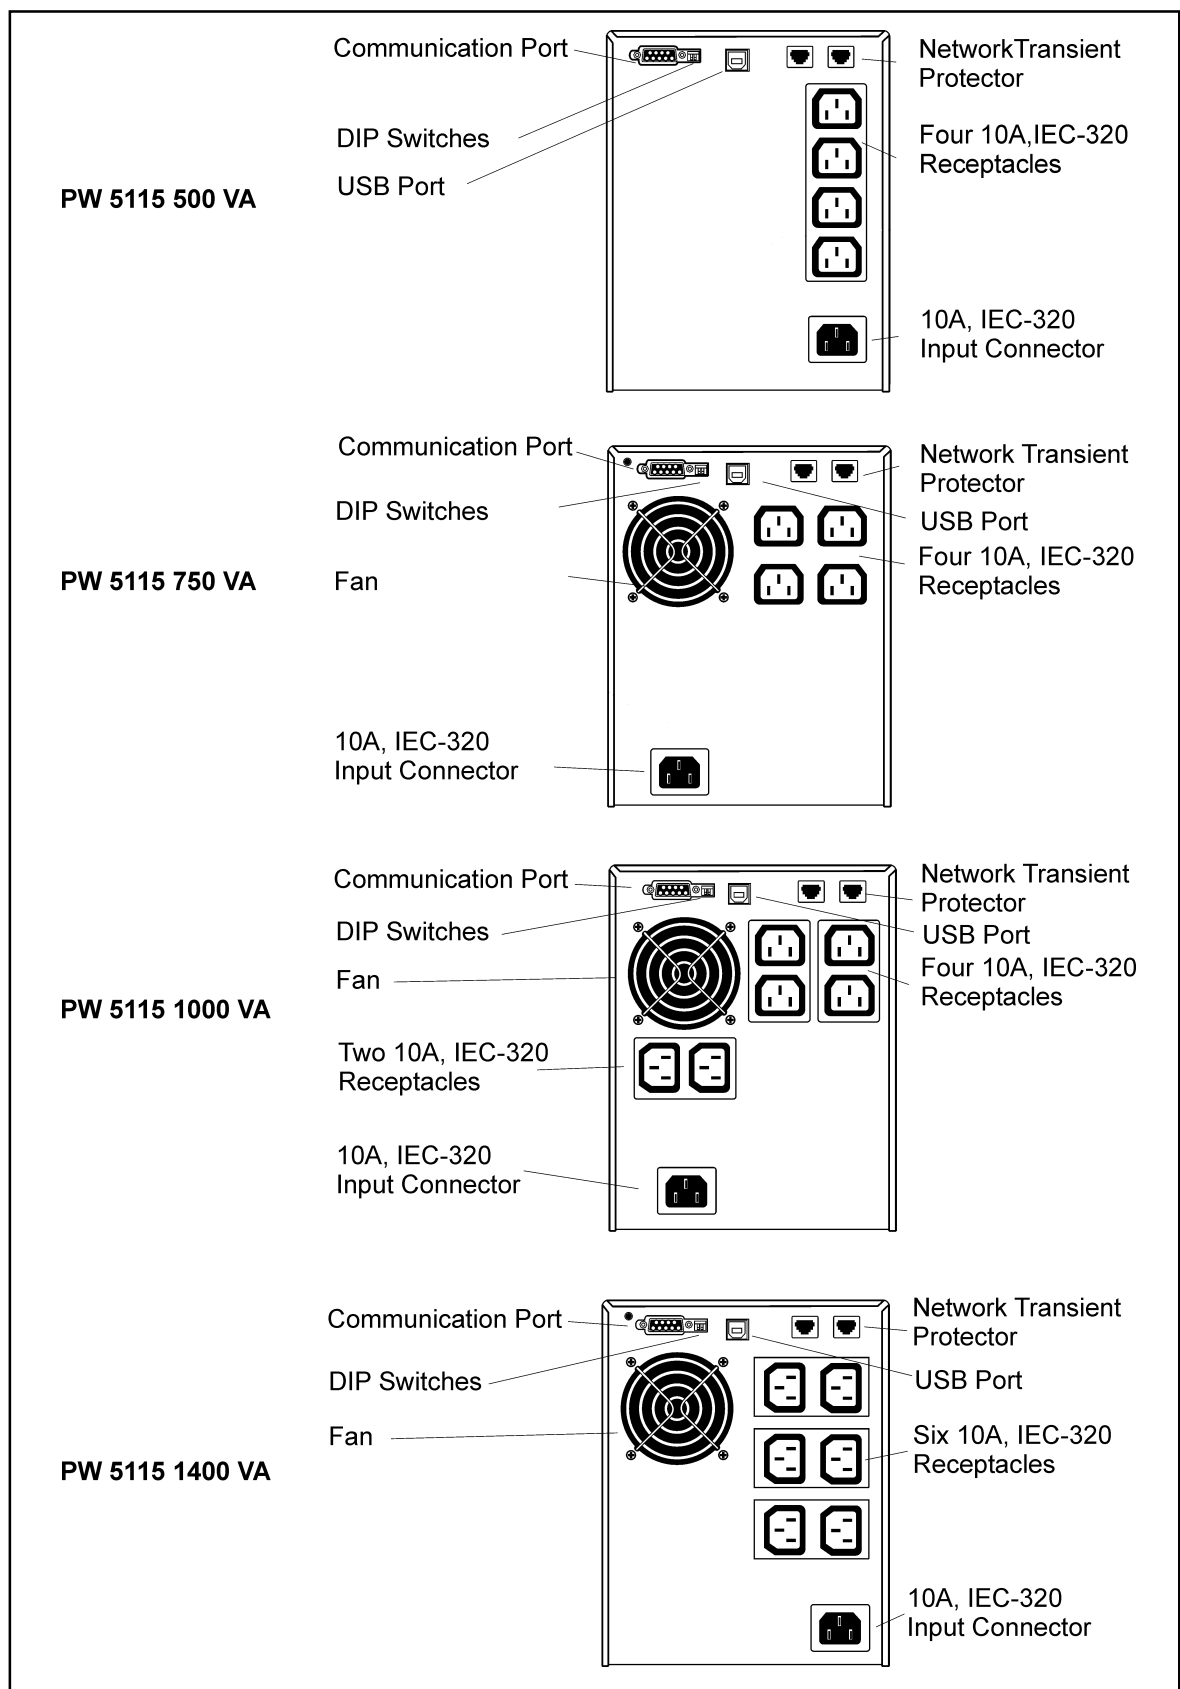 Communication Port
NetworkTransient
Protector
DIP Switches
Four 10A,IEC-320
Receptacles
USB Port
PW 5115 500 VA
10A, IEC-320
Input Connector
Communication Port
Network Transient
Protector
DIP Switches
USB Port
Four 10A, IEC-320
Receptacles
PW 5115 750 VA
Fan
10A, IEC-320
Input Connector
Communication Port
Network Transient
Protector
DIP Switches
USB Port
Fan
Four 10A, IEC-320
Receptacles
PW 5115 1000 VA
Two 10A, IEC-320
Receptacles
10A, IEC-320
Input Connector
Communication Port
Network Transient
Protector
DIP Switches
USB Port
Fan
Six 10A, IEC-320
Receptacles
PW 5115 1400 VA
10A, IEC-320
Input Connector